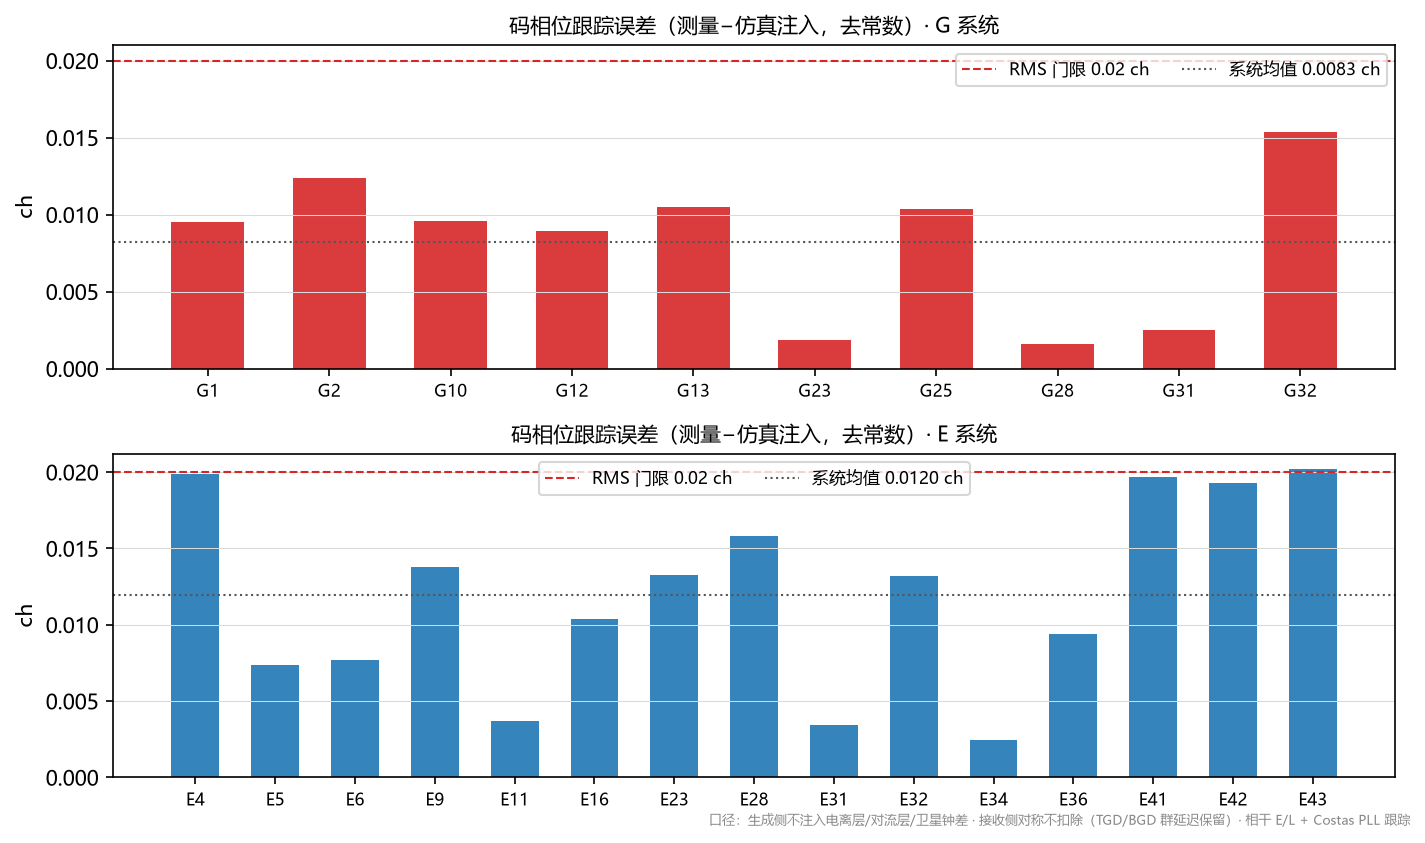 码相位跟踪误差（测量−仿真注入，去常数）· G 系统
RMS 门限 0.02 ch
系统均值 0.0083 ch
ch
0.020
0.015
0.010
0.005
0.000
G1 G2 G10 G12 G13 G23 G25 G28 G31 G32
码相位跟踪误差（测量−仿真注入，去常数）· E 系统
RMS 门限 0.02 ch
系统均值 0.0120 ch
ch
0.020
0.015
0.010
0.005
0.000
E4 E5 E6 E9 E11 E16 E23 E28 E31 E32 E34 E36 E41 E42 E43
口径：生成侧不注入电离层/对流层/卫星钟差 · 接收侧对称不扣除（TGD/BGD 群延迟保留）· 相干 E/L + Costas PLL 跟踪